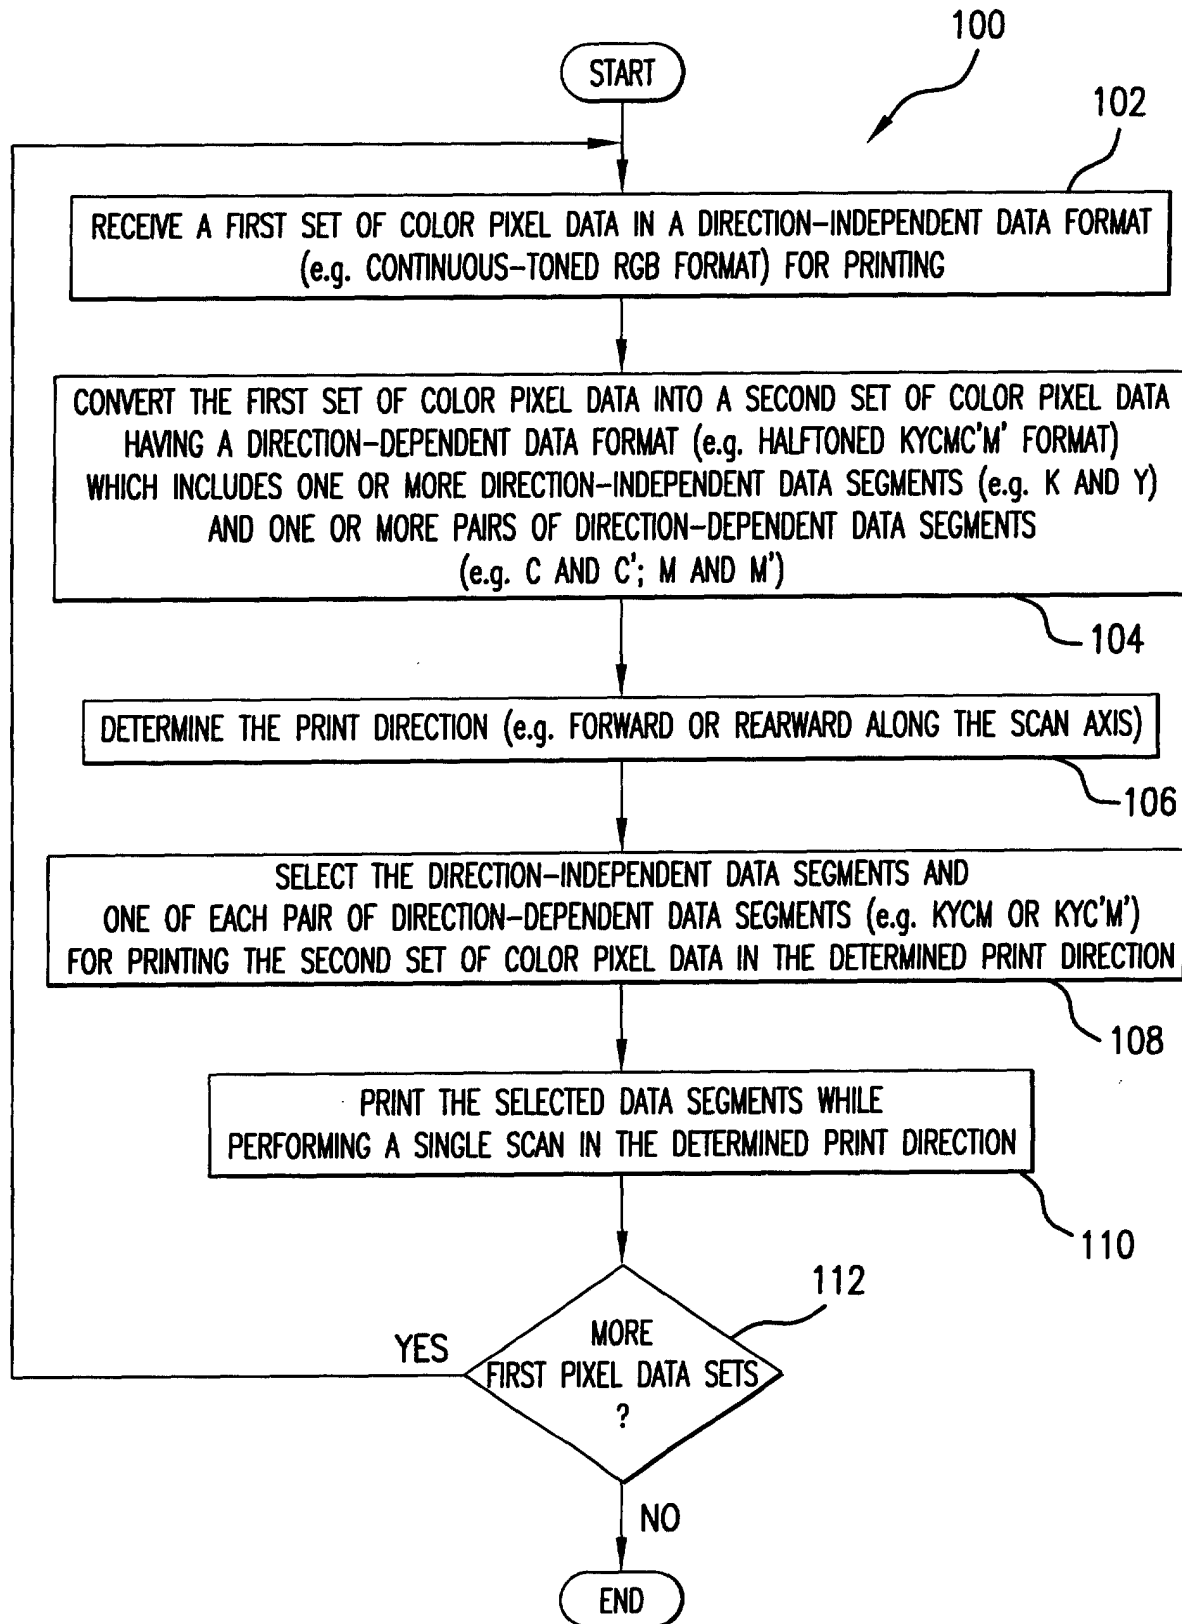 100
START
102
RECEIVE A FIRST SET OF COLOR PIXEL DATA IN A DIRECTION-INDEPENDENT DATA FORMAT
(e.g. CONTINUOUS-TONED RGB FORMAT) FOR PRINTING
CONVERT THE FIRST SET OF COLOR PIXEL DATA INTO A SECOND SET OF COLOR PIXEL DATA
HAVING A DIRECTION-DEPENDENT DATA FORMAT (e.g. HALFTONED KYCMC'M' FORMAT)
WHICH INCLUDES ONE OR MORE DIRECTION-INDEPENDENT DATA SEGMENTS (e.g. K AND Y)
AND ONE OR MORE PAIRS OF DIRECTION-DEPENDENT DATA SEGMENTS
(e.g. C AND C'; M AND M')
104
DETERMINE THE PRINT DIRECTION (e.g. FORWARD OR REARWARD ALONG THE SCAN AXIS)
106
SELECT THE DIRECTION-INDEPENDENT DATA SEGMENTS AND
ONE OF EACH PAIR OF DIRECTION-DEPENDENT DATA SEGMENTS (e.g. KYCM OR KYC'M')
FOR PRINTING THE SECOND SET OF COLOR PIXEL DATA IN THE DETERMINED PRINT DIRECTION
108
PRINT THE SELECTED DATA SEGMENTS WHILE
PERFORMING A SINGLE SCAN IN THE DETERMINED PRINT DIRECTION
110
112
MORE
FIRST PIXEL DATA SETS
?
YES
NO
END